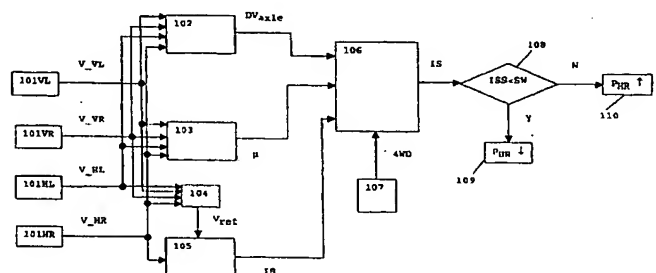 102
DV_axle
106
108
V_VL
101VL
IS
ISS<SW
N
P_HR ↑
110
V_VR
101VR
103
µ
Y
4WD
P_HR ↓
109
V_HL
101HL
104
107
V_HR
V_ref
101HR
105